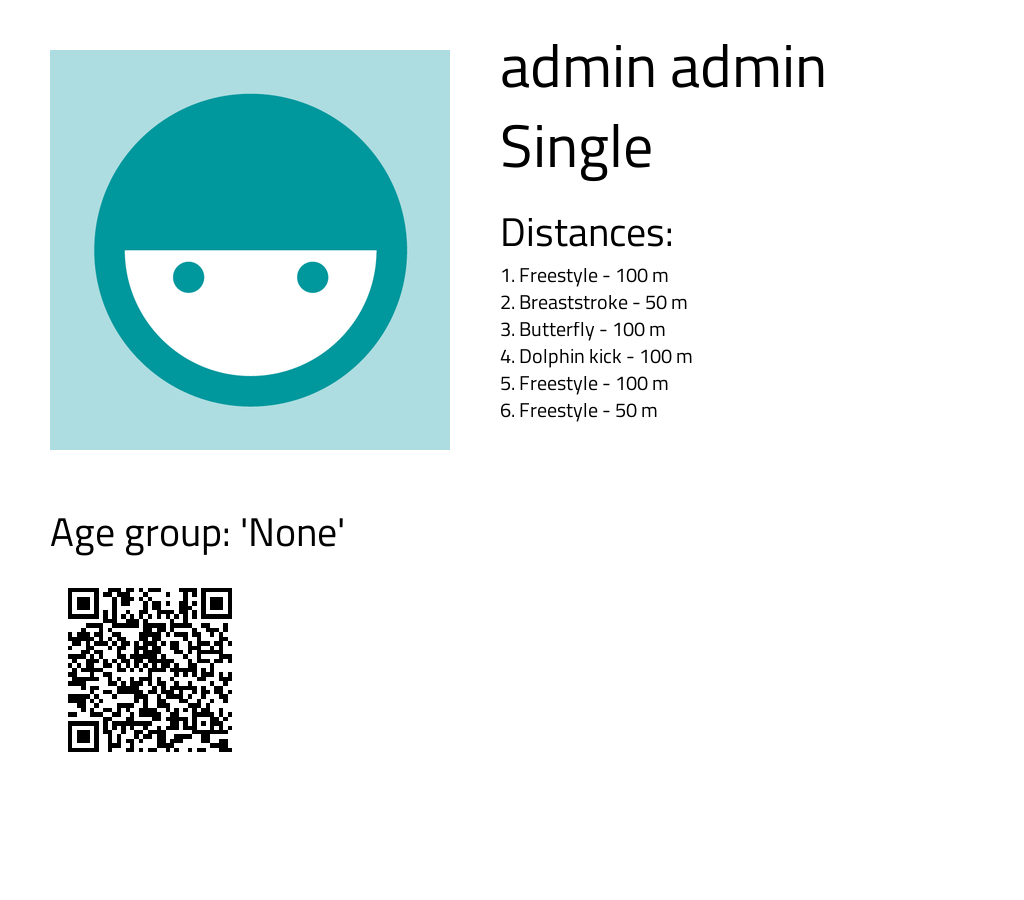 admin admin
Single
Distances:
1. Freestyle - 100 m
2. Breaststroke - 50 m
3. Butterfly - 100 m
4. Dolphin kick - 100 m
5. Freestyle - 100 m
6. Freestyle - 50 m
Age group: 'None'